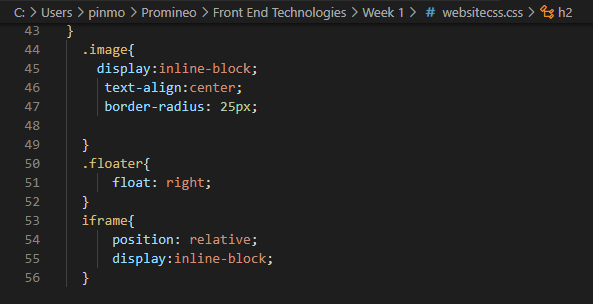 C: > Users > pinmo > Promineo > Front End Technologies > Week 1 > # websitecss.css > h2
43 }
44 .image{
45 display:inline-block;
46 text-align:center;
47 border-radius: 25px;
48
49 }
50 .floater{
51 float: right;
52 }
53 iframe{
54 position: relative;
55 display:inline-block;
56 }